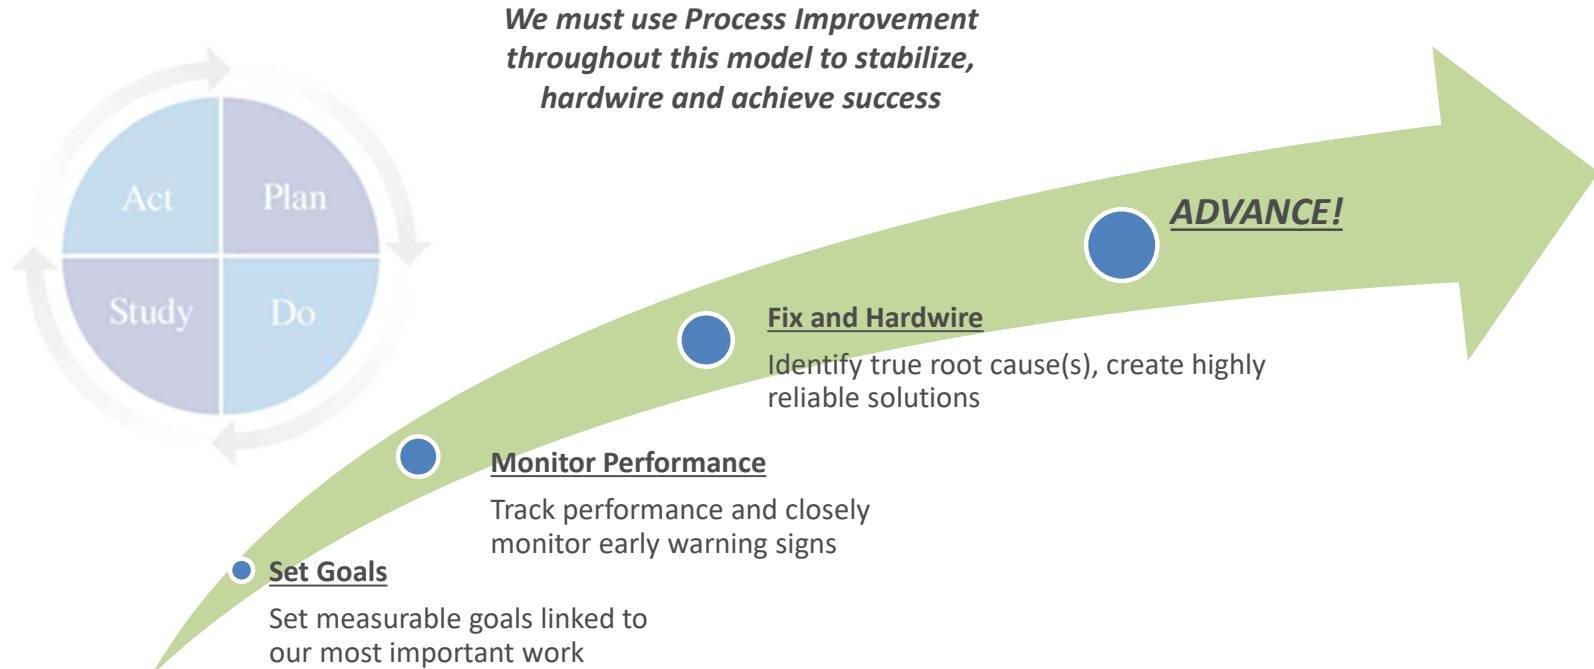 We must use Process Improvement
throughout this model to stabilize,
hardwire and achieve success
Act
Plan
Study
Do
ADVANCE!
Fix and Hardwire
Identify true root cause(s), create highly
reliable solutions
Monitor Performance
Track performance and closely
monitor early warning signs
Set Goals
Set measurable goals linked to
our most important work